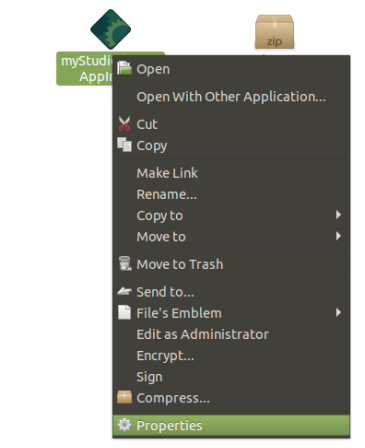 myStudi
AppI
zip
Open
Open With Other Application...
Cut
Copy
Make Link
Rename...
Copy to
Move to
Move to Trash
Send to...
File's Emblem
Edit as Administrator
Encrypt...
Sign
Compress...
Properties